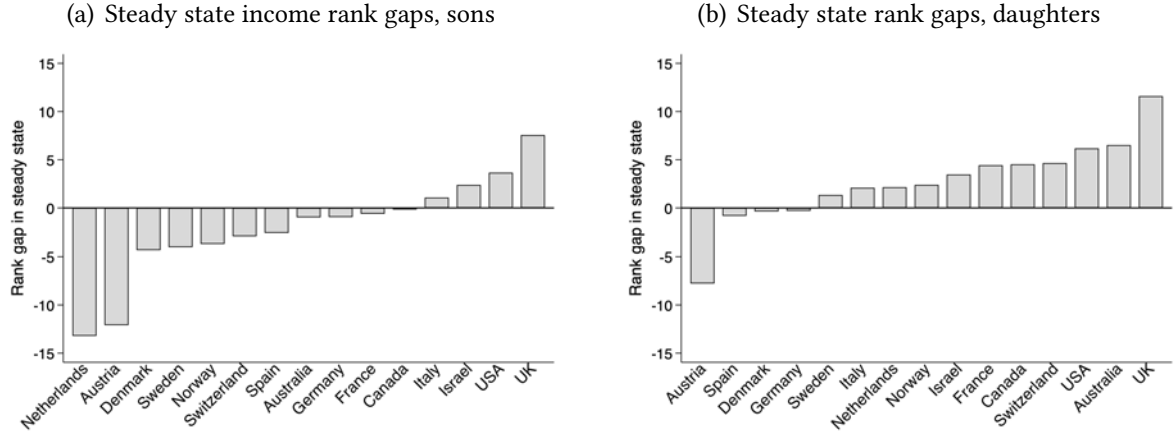 (a) Steady state income rank gaps, sons
Rank gap in steady state
15
10
5
0
-5
-10
-15
Netherlands
Austria
Denmark
Sweden
Norway
Switzerland
Spain
Australia
Germany
France
Canada
Italy
Israel
USA
UK
(b) Steady state rank gaps, daughters
Rank gap in steady state
15
10
5
0
-5
-10
-15
Austria
Spain
Denmark
Germany
Sweden
Italy
Netherlands
Norway
Israel
France
Canada
Switzerland
USA
Australia
UK